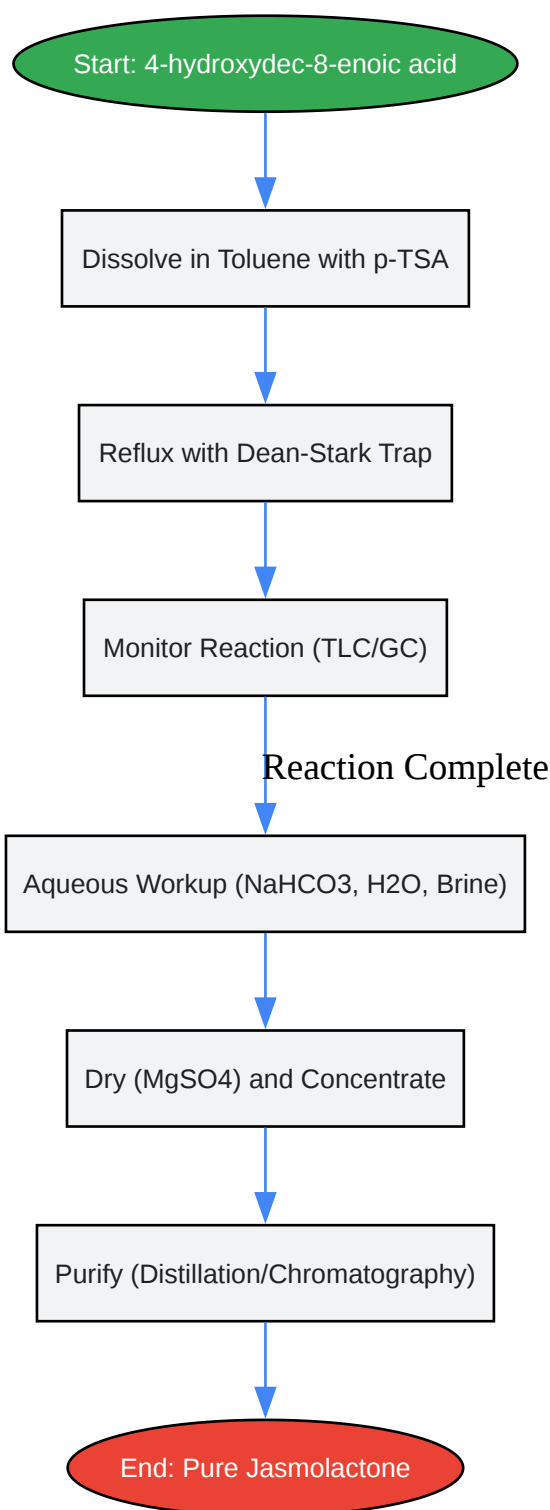 Start: 4-hydroxydec-8-enoic acid
Dissolve in Toluene with p-TSA
Reflux with Dean-Stark Trap
Monitor Reaction (TLC/GC)
Reaction Complete
Aqueous Workup (NaHCO3, H2O, Brine)
Dry (MgSO4) and Concentrate
Purify (Distillation/Chromatography)
End: Pure Jasmolactone